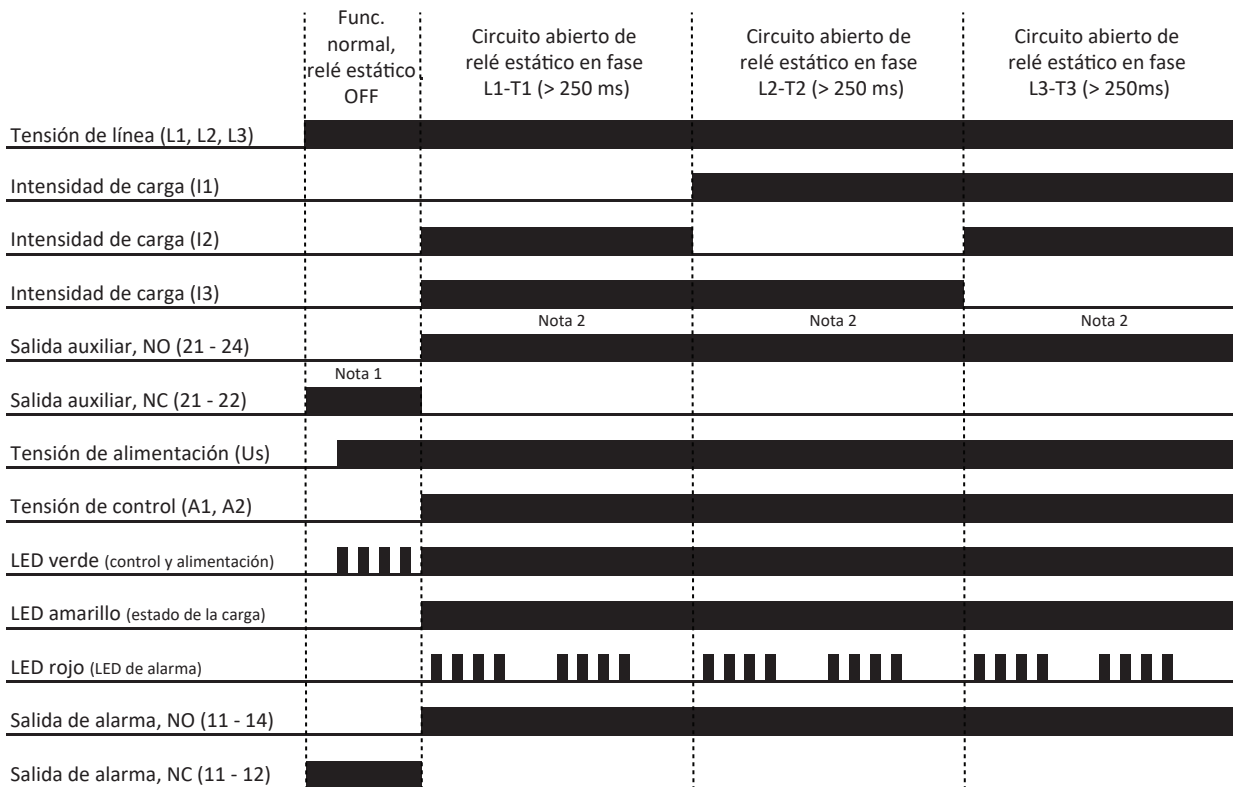 Func.
normal,
relé estático
OFF
Circuito abierto de
relé estático en fase
L1-T1 (> 250 ms)
Circuito abierto de
relé estático en fase
L2-T2 (> 250 ms)
Circuito abierto de
relé estático en fase
L3-T3 (> 250ms)
Tensión de línea (L1, L2, L3)
Intensidad de carga (I1)
Intensidad de carga (I2)
Intensidad de carga (I3)
Nota 2 Nota 2 Nota 2
Salida auxiliar, NO (21 - 24)
Nota 1
Salida auxiliar, NC (21 - 22)
Tensión de alimentación (Us)
Tensión de control (A1, A2)
LED verde (control y alimentación)
LED amarillo (estado de la carga)
LED rojo (LED de alarma)
Salida de alarma, NO (11 - 14)
Salida de alarma, NC (11 - 12)